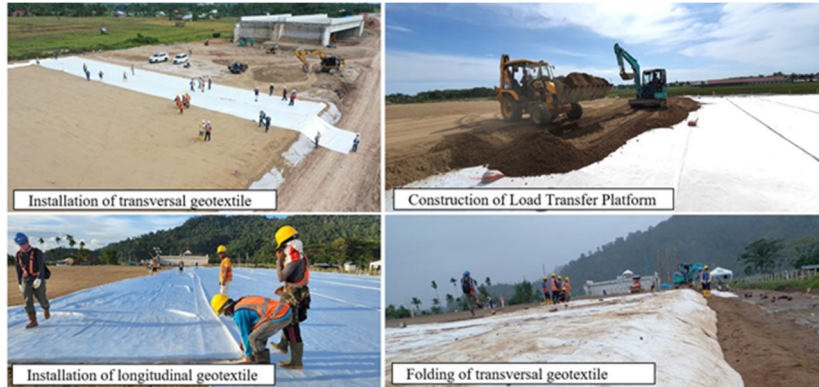 Installation of transversal geotextile
Construction of Load Transfer Platform
Installation of longitudinal geotextile
Folding of transversal geotextile